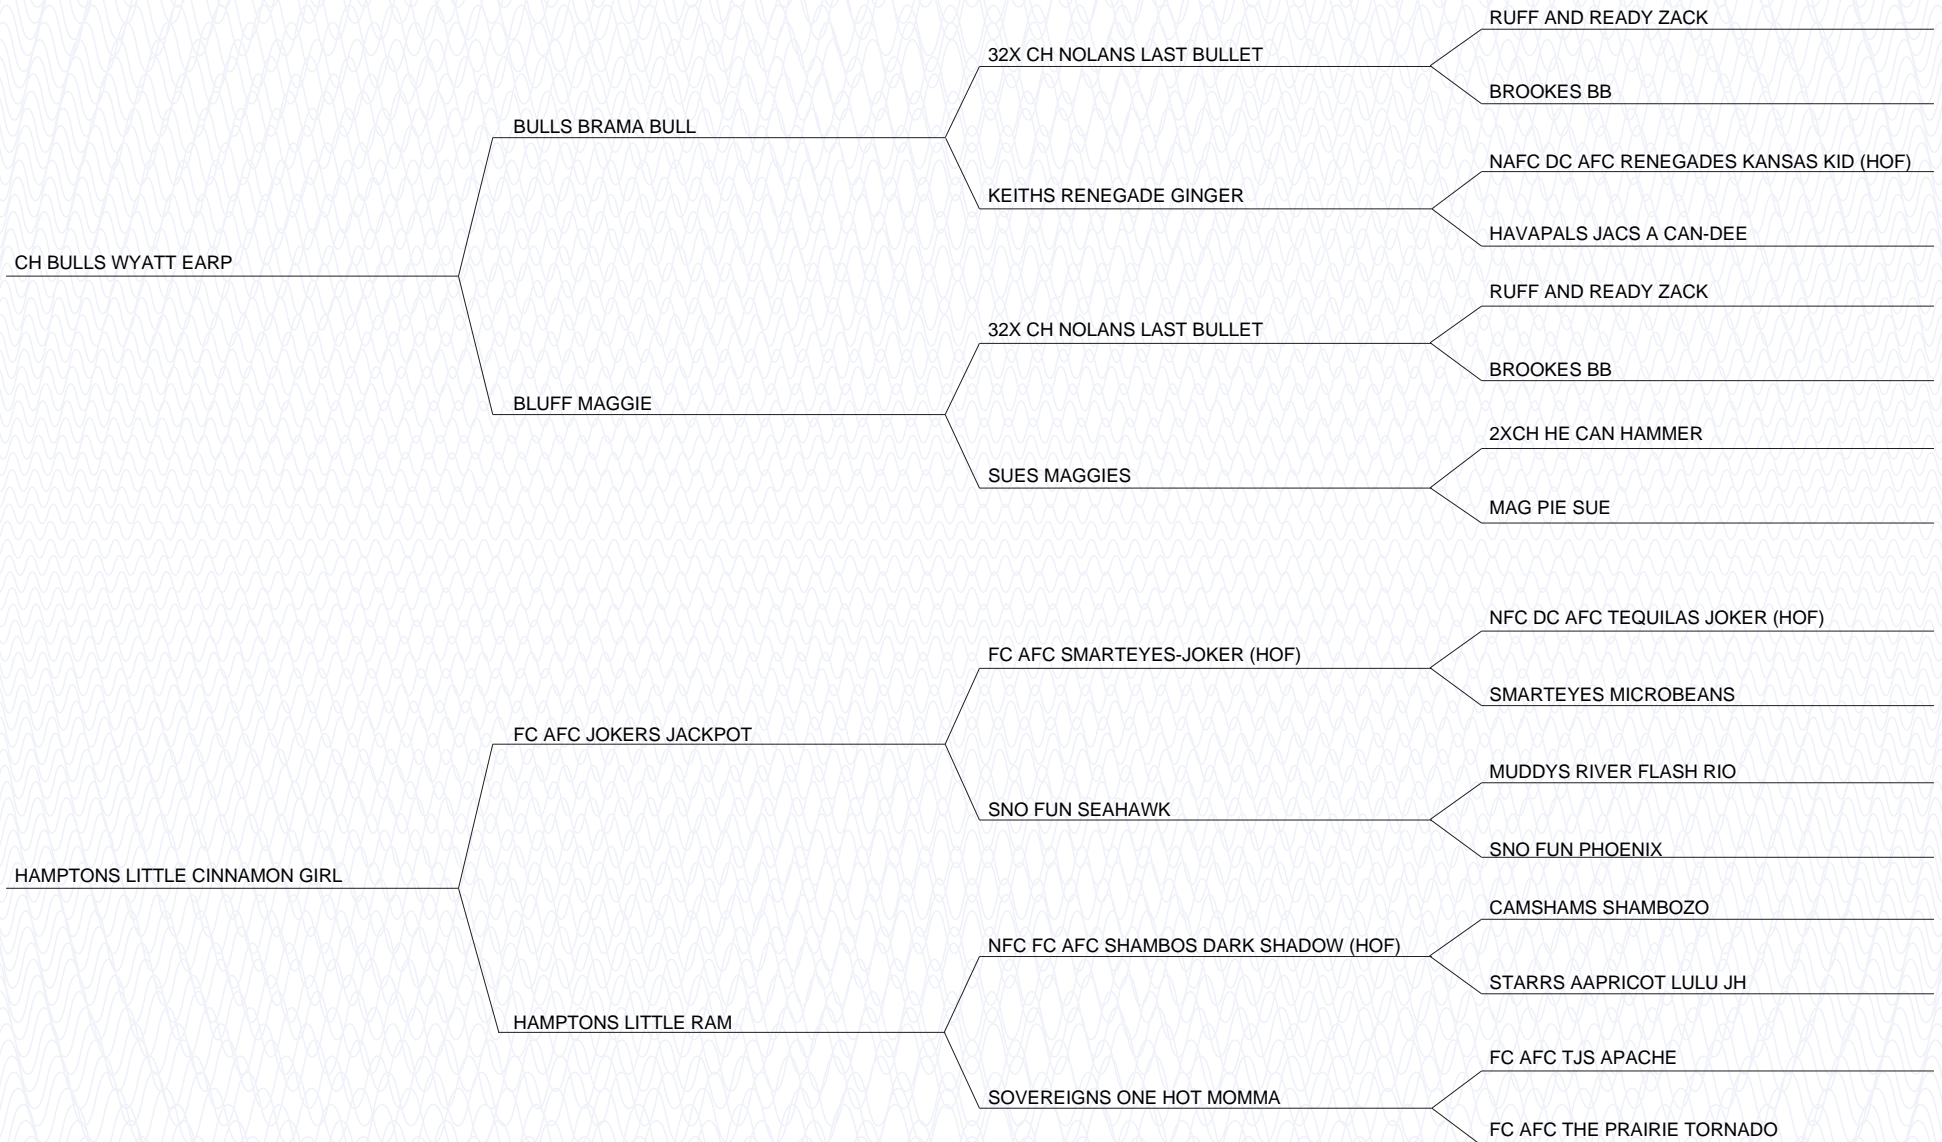 RUFF AND READY ZACK
32X CH NOLANS LAST BULLET
BROOKES BB
BULLS BRAMA BULL
NAFC DC AFC RENEGADES KANSAS KID (HOF)
KEITHS RENEGADE GINGER
HAVAPALS JACS A CAN-DEE
CH BULLS WYATT EARP
RUFF AND READY ZACK
32X CH NOLANS LAST BULLET
BROOKES BB
BLUFF MAGGIE
2XCH HE CAN HAMMER
SUES MAGGIES
MAG PIE SUE
NFC DC AFC TEQUILAS JOKER (HOF)
FC AFC SMARTEYES-JOKER (HOF)
SMARTEYES MICROBEANS
FC AFC JOKERS JACKPOT
MUDDYS RIVER FLASH RIO
SNO FUN SEAHAWK
SNO FUN PHOENIX
HAMPTONS LITTLE CINNAMON GIRL
CAMSHAMS SHAMBOZO
NFC FC AFC SHAMBOS DARK SHADOW (HOF)
STARRS AAPRICOT LULU JH
HAMPTONS LITTLE RAM
FC AFC TJS APACHE
SOVEREIGNS ONE HOT MOMMA
FC AFC THE PRAIRIE TORNADO